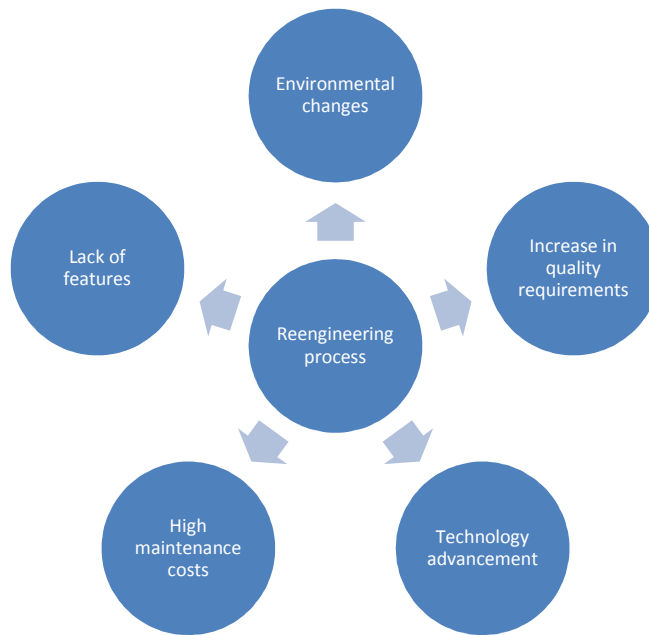 Environmental
changes
Lack of
features
Increase in
quality
requirements
Reengineering
process
High
maintenance
costs
Technology
advancement